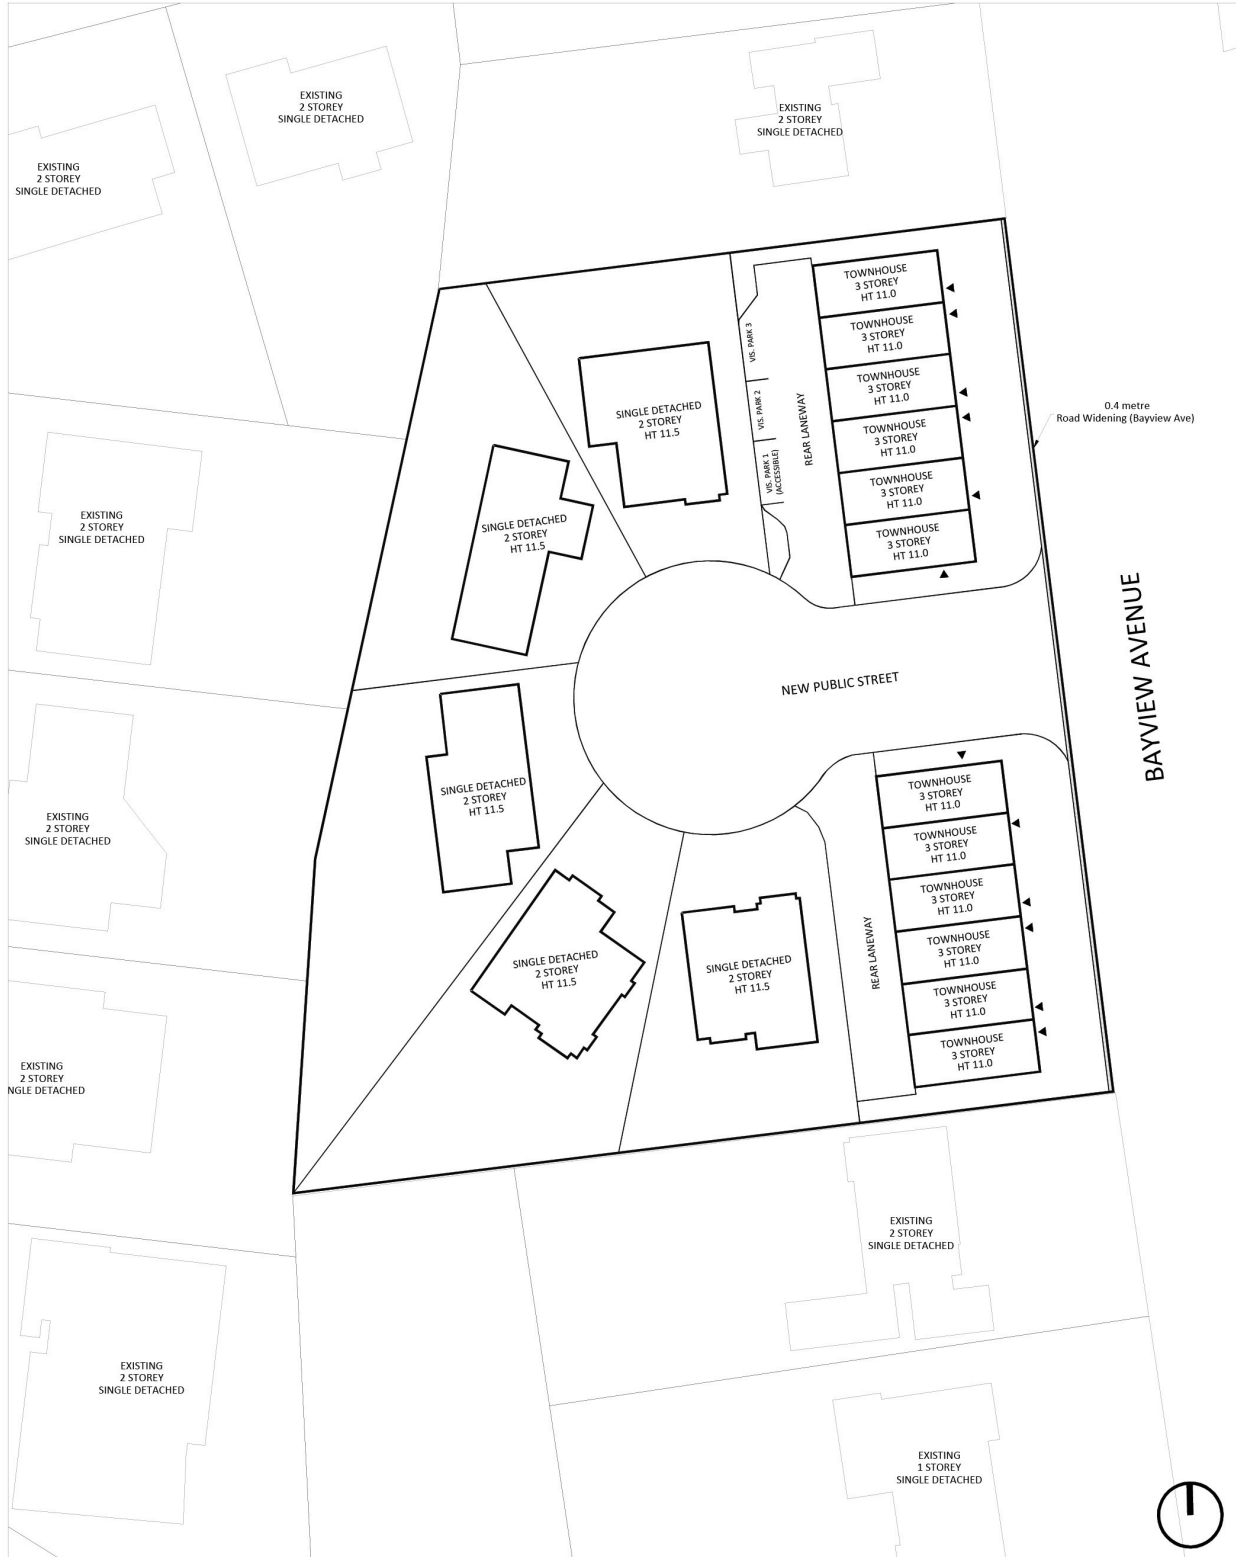 EXISTING
2 STOREY
SINGLE DETACHED
EXISTING
2 STOREY
SINGLE DETACHED
EXISTING
2 STOREY
SINGLE DETACHED
TOWNHOUSE
3 STOREY
HT 11.0
TOWNHOUSE
3 STOREY
HT 11.0
TOWNHOUSE
3 STOREY
HT 11.0
TOWNHOUSE
3 STOREY
HT 11.0
TOWNHOUSE
3 STOREY
HT 11.0
TOWNHOUSE
3 STOREY
HT 11.0
VIS. PARK 3
VIS. PARK 2
VIS. PARK 1
(ACCESSIBLE)
REAR LANEWAY
0.4 metre
Road Widening (Bayview Ave)
SINGLE DETACHED
2 STOREY
HT 11.5
SINGLE DETACHED
2 STOREY
HT 11.5
EXISTING
2 STOREY
SINGLE DETACHED
NEW PUBLIC STREET
BAYVIEW AVENUE
SINGLE DETACHED
2 STOREY
HT 11.5
EXISTING
2 STOREY
SINGLE DETACHED
TOWNHOUSE
3 STOREY
HT 11.0
TOWNHOUSE
3 STOREY
HT 11.0
TOWNHOUSE
3 STOREY
HT 11.0
TOWNHOUSE
3 STOREY
HT 11.0
TOWNHOUSE
3 STOREY
HT 11.0
TOWNHOUSE
3 STOREY
HT 11.0
REAR LANEWAY
SINGLE DETACHED
2 STOREY
HT 11.5
SINGLE DETACHED
2 STOREY
HT 11.5
EXISTING
2 STOREY
NGLE DETACHED
EXISTING
2 STOREY
SINGLE DETACHED
EXISTING
2 STOREY
SINGLE DETACHED
EXISTING
1 STOREY
SINGLE DETACHED